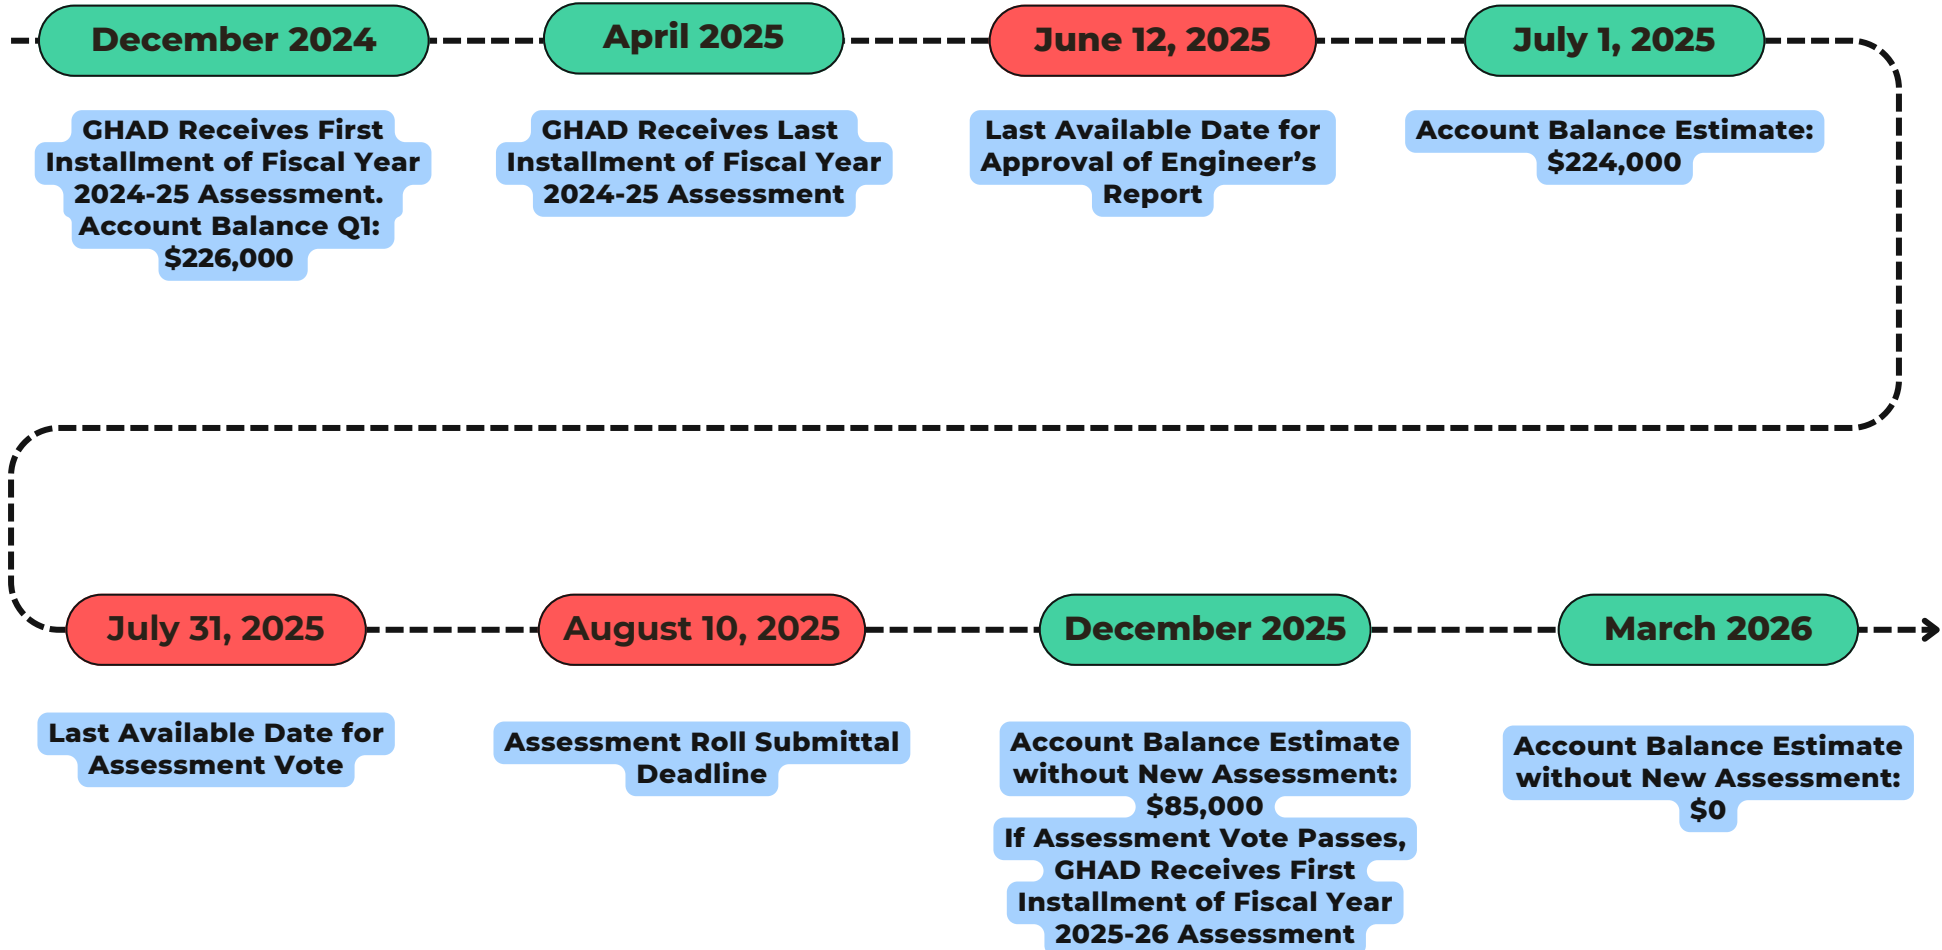 December 2024
April 2025
June 12, 2025
July 1, 2025
GHAD Receives First
Installment of Fiscal Year
2024-25 Assessment.
Account Balance Q1:
$226,000
GHAD Receives Last
Installment of Fiscal Year
2024-25 Assessment
Last Available Date for
Approval of Engineer’s
Report
Account Balance Estimate:
$224,000
July 31, 2025
August 10, 2025
December 2025
March 2026
Last Available Date for
Assessment Vote
Assessment Roll Submittal
Deadline
Account Balance Estimate
without New Assessment:
$85,000
If Assessment Vote Passes,
GHAD Receives First
Installment of Fiscal Year
2025-26 Assessment
Account Balance Estimate
without New Assessment:
$0